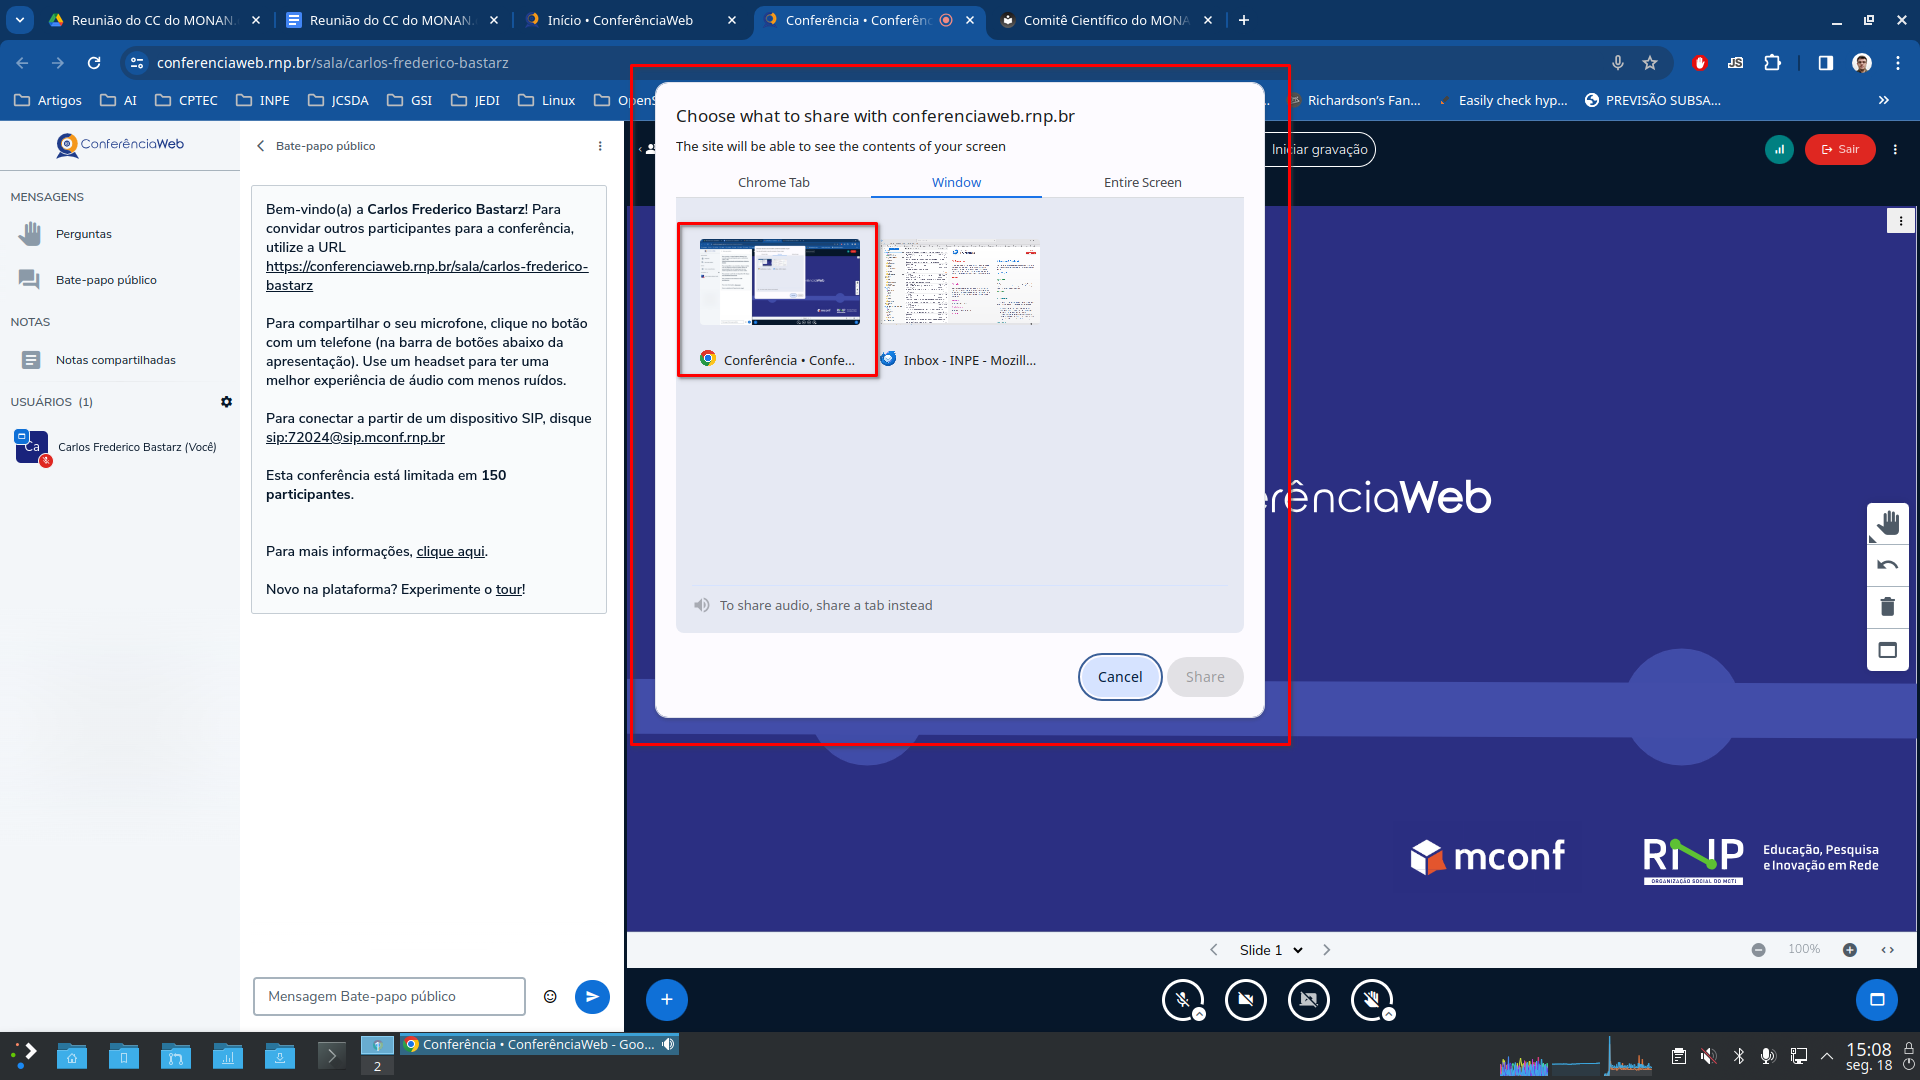 Reunião do CC do MONAN.
Reunião do CC do MONAN.
Início • ConferênciaWeb
Conferência • Conferên
Comitê Científico do MONA
conferenciaweb.rnp.br/sala/carlos-frederico-bastarz
Artigos
AI
CPTEC
INPE
JCSDA
GSI
JEDI
Linux
OpenS
Richardson's Fan...
Easily check hyp...
PREVISÃO SUBSA...
ConferênciaWeb
MENSAGENS
Perguntas
Bate-papo público
NOTAS
Notas compartilhadas
USUÁRIOS (1)
Ca
Carlos Frederico Bastarz (Você)
Bate-papo público
Bem-vindo(a) a Carlos Frederico Bastarz! Para
convidar outros participantes para a conferência,
utilize a URL
https://conferenciaweb.rnp.br/sala/carlos-frederico-
bastarz
Para compartilhar o seu microfone, clique no botão
com um telefone (na barra de botões abaixo da
apresentação). Use um headset para ter uma
melhor experiência de áudio com menos ruídos.
Para conectar a partir de um dispositivo SIP, disque
sip:72024@sip.mconf.rnp.br
Esta conferência está limitada em 150
participantes.
Para mais informações, clique aqui.
Novo na plataforma? Experimente o tour!
Mensagem Bate-papo público
Choose what to share with conferenciaweb.rnp.br
The site will be able to see the contents of your screen
Chrome Tab
Window
Entire Screen
Conferência • Confe...
Inbox - INPE - Mozill...
To share audio, share a tab instead
Cancel
Share
Iniciar gravação
Sair
erênciaWeb
mconf
RNP
ORGANIZAÇÃO SOCIAL DO MCTI
Educação, Pesquisa
e Inovação em Rede
Slide 1
100%
1
2
Conferência • ConferênciaWeb - Goo...
15:08
seg. 18